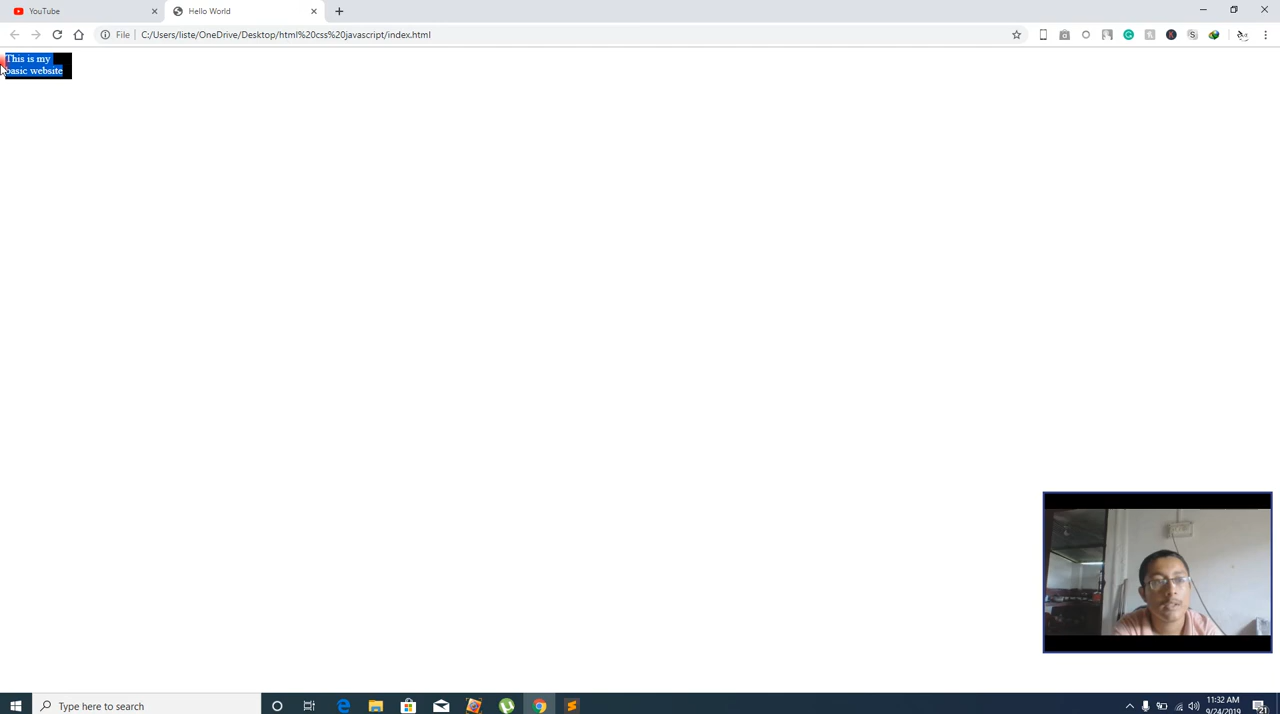 YouTube
Hello World
File
C:/Users/liste/OneDrive/Desktop/html%20css%20javascript/index.html
This is my
basic website
Type here to search
11:32 AM
9/24/2019
21